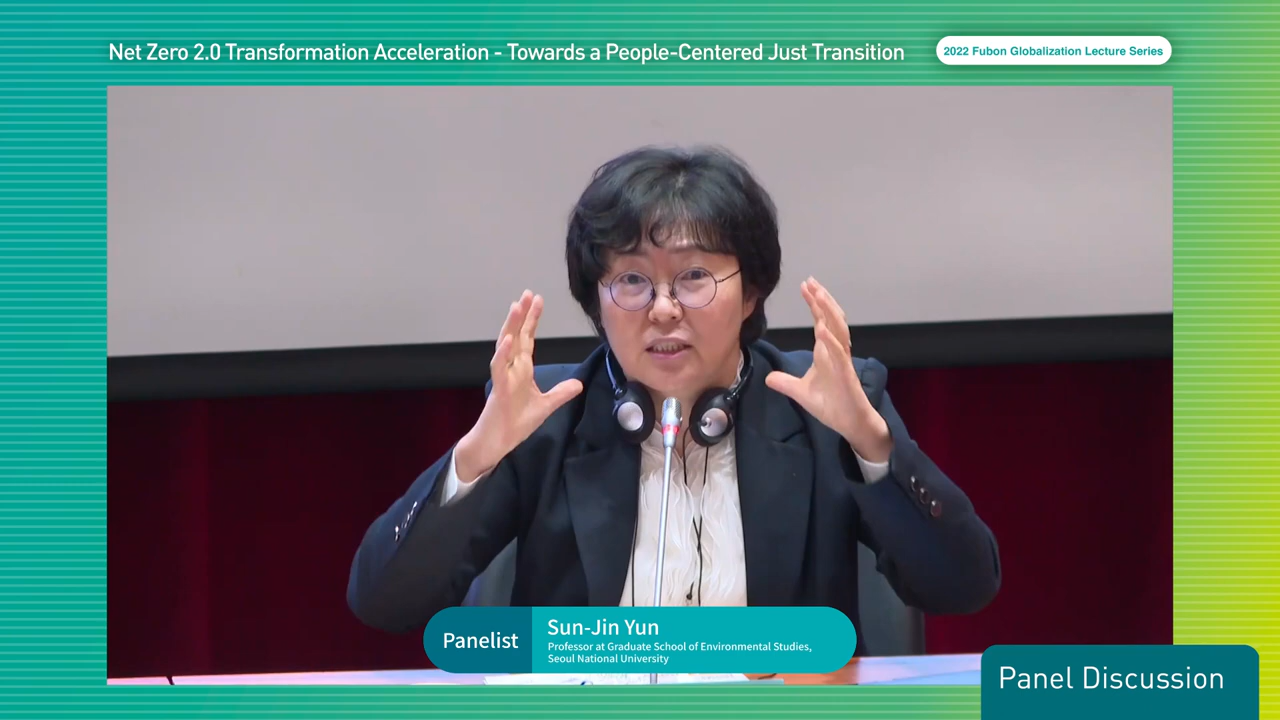 Net Zero 2.0 Transformation Acceleration - Towards a People-Centered Just Transition
2022 Fubon Globalization Lecture Series
Panelist
Sun-Jin Yun
Professor at Graduate School of Environmental Studies,
Seoul National University
Panel Discussion